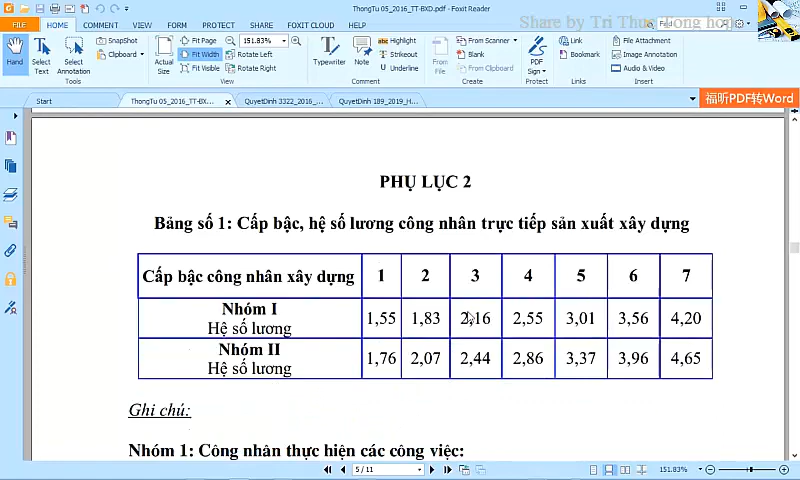 ThongTu 05_2016_TT-BXD.pdf - Foxit Reader
Share by Tri Thuc Cong hop
FILE HOME COMMENT VIEW FORM PROTECT SHARE FOXIT CLOUD HELP
Hand
Select Text
Select Annotation
SnapShot
Clipboard
Tools
Actual Size
Fit Page
Fit Width
Fit Visible
151.83%
Rotate Left
Rotate Right
View
Typewriter
Note
Highlight
Strikeout
Underline
Comment
From File
From Scanner
Blank
From Clipboard
Create
PDF Sign
Protect
Link
Bookmark
Links
File Attachment
Image Annotation
Audio & Video
Insert
Start
ThongTu 05_2016_TT-BX...
QuyetDinh 3322_2016_...
QuyetDinh 189_2019_H...
福昕PDF转Word
PHỤ LỤC 2
Bảng số 1: Cấp bậc, hệ số lương công nhân trực tiếp sản xuất xây dựng
Cấp bậc công nhân xây dựng 1 2 3 4 5 6 7
Nhóm I
Hệ số lương 1,55 1,83 2,16 2,55 3,01 3,56 4,20
Nhóm II
Hệ số lương 1,76 2,07 2,44 2,86 3,37 3,96 4,65
Ghi chú:
Nhóm 1: Công nhân thực hiện các công việc:
5 / 11
151.83%